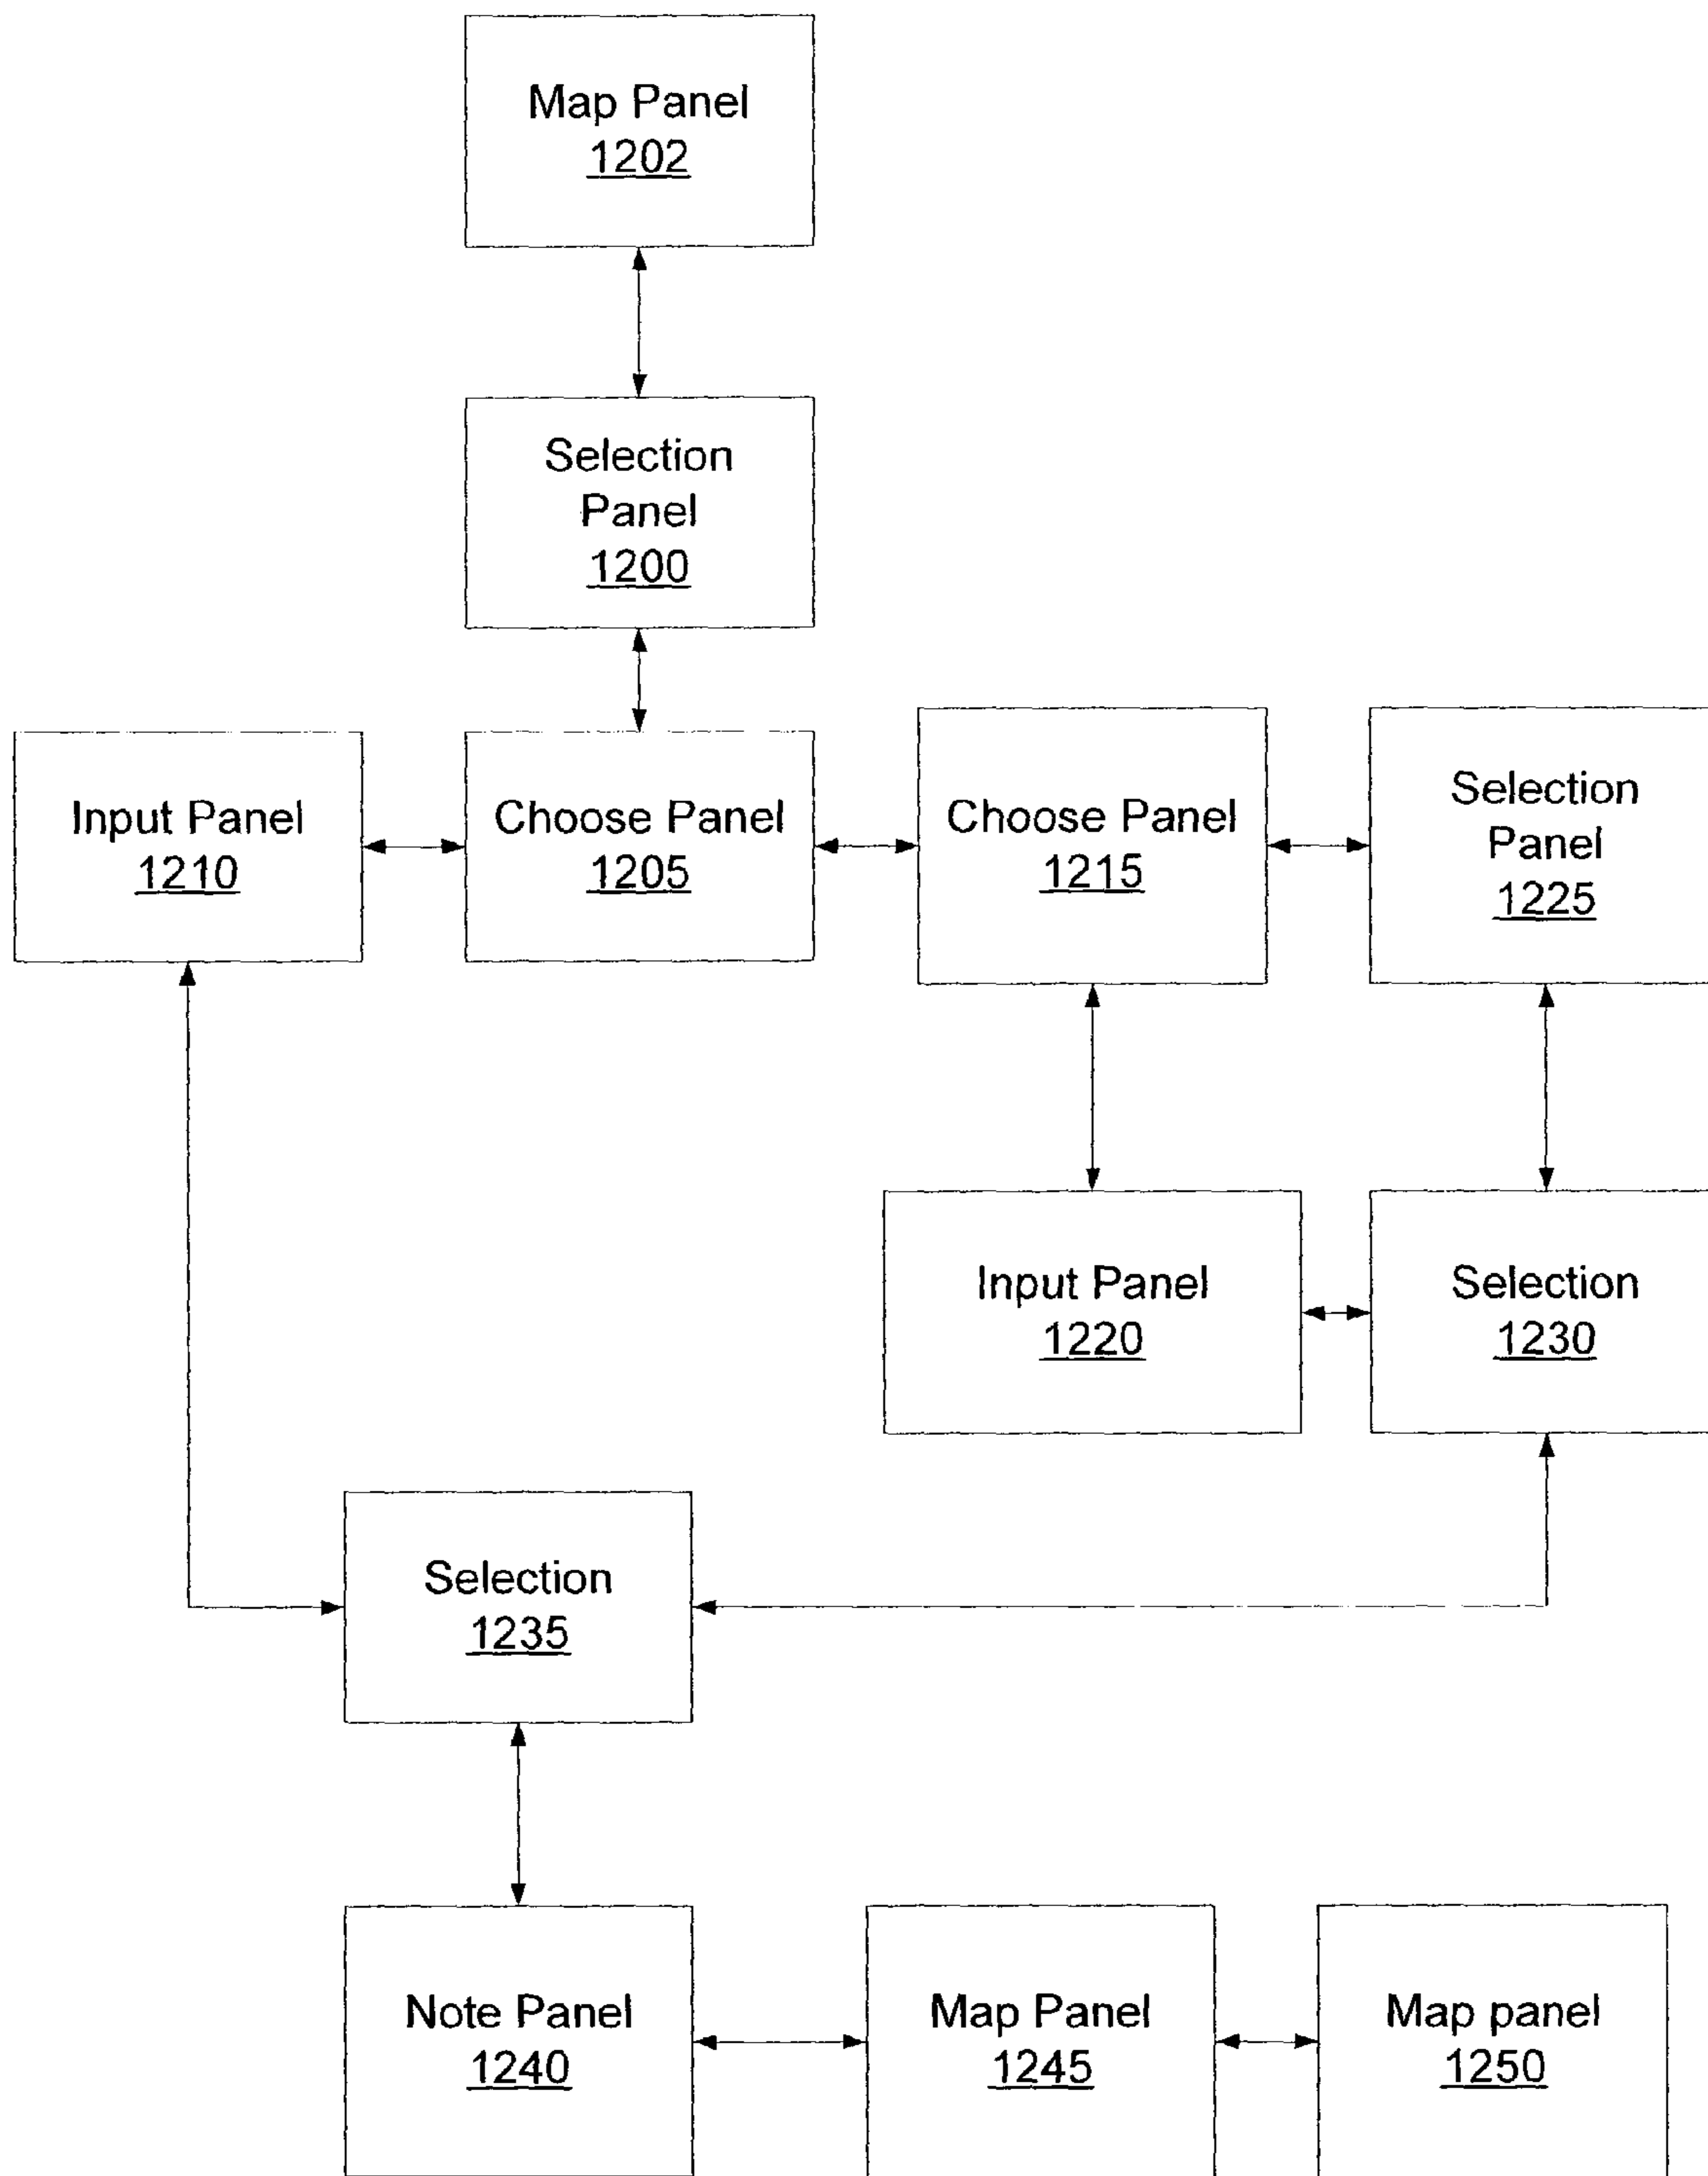 Map Panel
1202
Selection
Panel
1200
Input Panel
1210
Choose Panel
1205
Choose Panel
1215
Selection
Panel
1225
Input Panel
1220
Selection
1230
Selection
1235
Note Panel
1240
Map Panel
1245
Map panel
1250